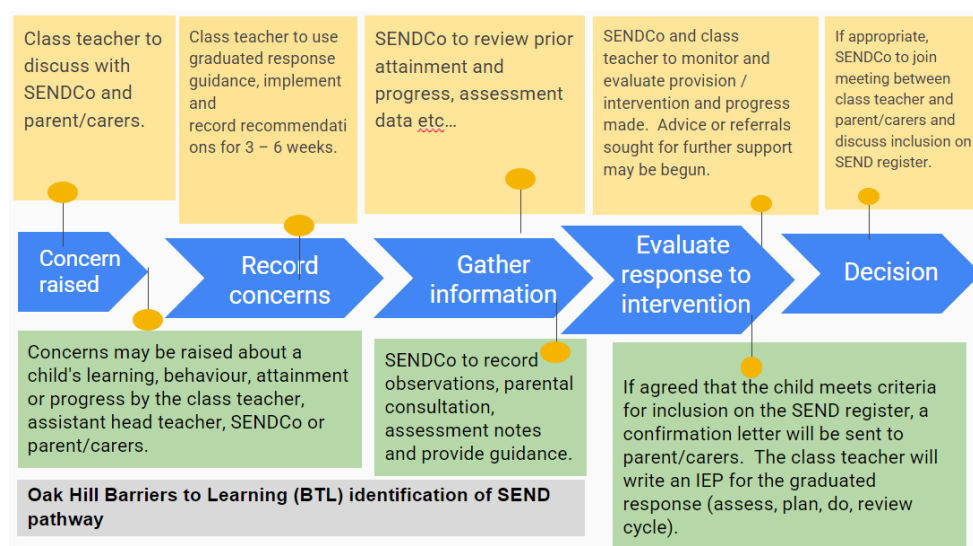 Class teacher to
discuss with
SENDCo and
parent/carers.
Class teacher to use
graduated response
guidance, implement
and
record recommendati
ons for 3 – 6 weeks.
SENDCo to review prior
attainment and
progress, assessment
data etc…
SENDCo and class
teacher to monitor and
evaluate provision /
intervention and progress
made.  Advice or referrals
sought for further support
may be begun.
If appropriate,
SENDCo to join
meeting between
class teacher and
parent/carers and
discuss inclusion on
SEND register.
Concern
raised
Record
concerns
Gather
information
Evaluate
response to
intervention
Decision
Concerns may be raised about a
child's learning, behaviour, attainment
or progress by the class teacher,
assistant head teacher, SENDCo or
parent/carers.
SENDCo to record
observations, parental
consultation,
assessment notes
and provide guidance.
If agreed that the child meets criteria
for inclusion on the SEND register, a
confirmation letter will be sent to
parent/carers.  The class teacher will
write an IEP for the graduated
response (assess, plan, do, review
cycle).
Oak Hill Barriers to Learning (BTL) identification of SEND
pathway